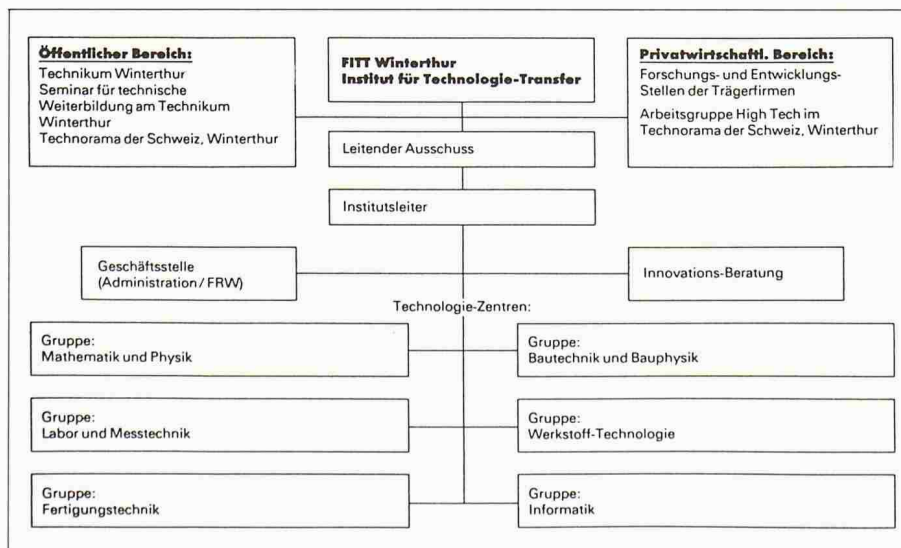 Öffentlicher Bereich:
Technikum Winterthur
Seminar für technische
Weiterbildung am Technikum
Winterthur
Technorama der Schweiz, Winterthur
FITT Winterthur
Institut für Technologie-Transfer
Privatwirtschaftl. Bereich:
Forschungs- und Entwicklungs-
Stellen der Trägerfirmen
Arbeitsgruppe High Tech im
Technorama der Schweiz, Winterthur
Leitender Ausschuss
Institutsleiter
Geschäftsstelle
(Administration / FRW)
Innovations-Beratung
Technologie-Zentren:
Gruppe:
Mathematik und Physik
Gruppe:
Bautechnik und Bauphysik
Gruppe:
Labor und Messtechnik
Gruppe:
Werkstoff-Technologie
Gruppe:
Fertigungstechnik
Gruppe:
Informatik